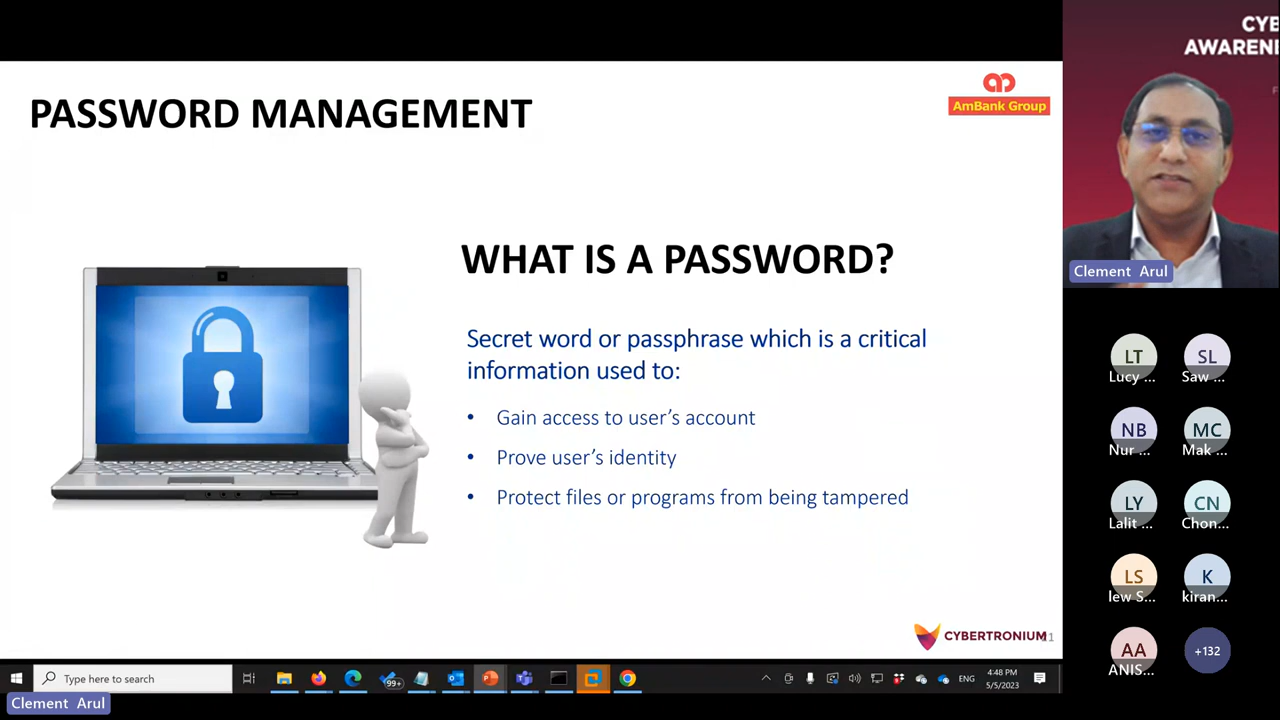 PASSWORD MANAGEMENT
AmBank Group
WHAT IS A PASSWORD?
Secret word or passphrase which is a critical
information used to:
• Gain access to user's account
• Prove user's identity
• Protect files or programs from being tampered
CYBERTRONIUM
Type here to search
99+
ENG
4:48 PM
5/5/2023
Clement Arul
CYB
AWARENE
Clement Arul
LT
Lucy ...
SL
Saw ...
NB
Nur ...
MC
Mak ...
LY
Lalit ...
CN
Chon...
LS
lew S...
K
kiran...
AA
ANIS...
+132